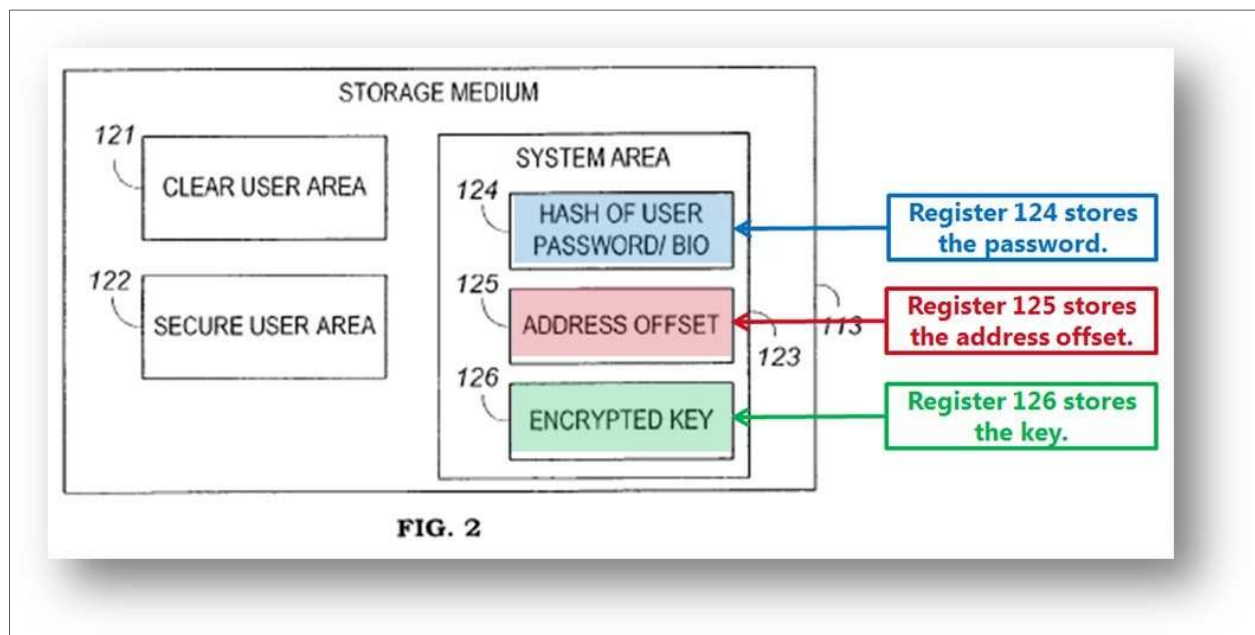 STORAGE MEDIUM
121
CLEAR USER AREA
122
SECURE USER AREA
SYSTEM AREA
124
HASH OF USER
PASSWORD/ BIO
125
ADDRESS OFFSET
123
113
126
ENCRYPTED KEY
Register 124 stores
the password.
Register 125 stores
the address offset.
Register 126 stores
the key.
FIG. 2